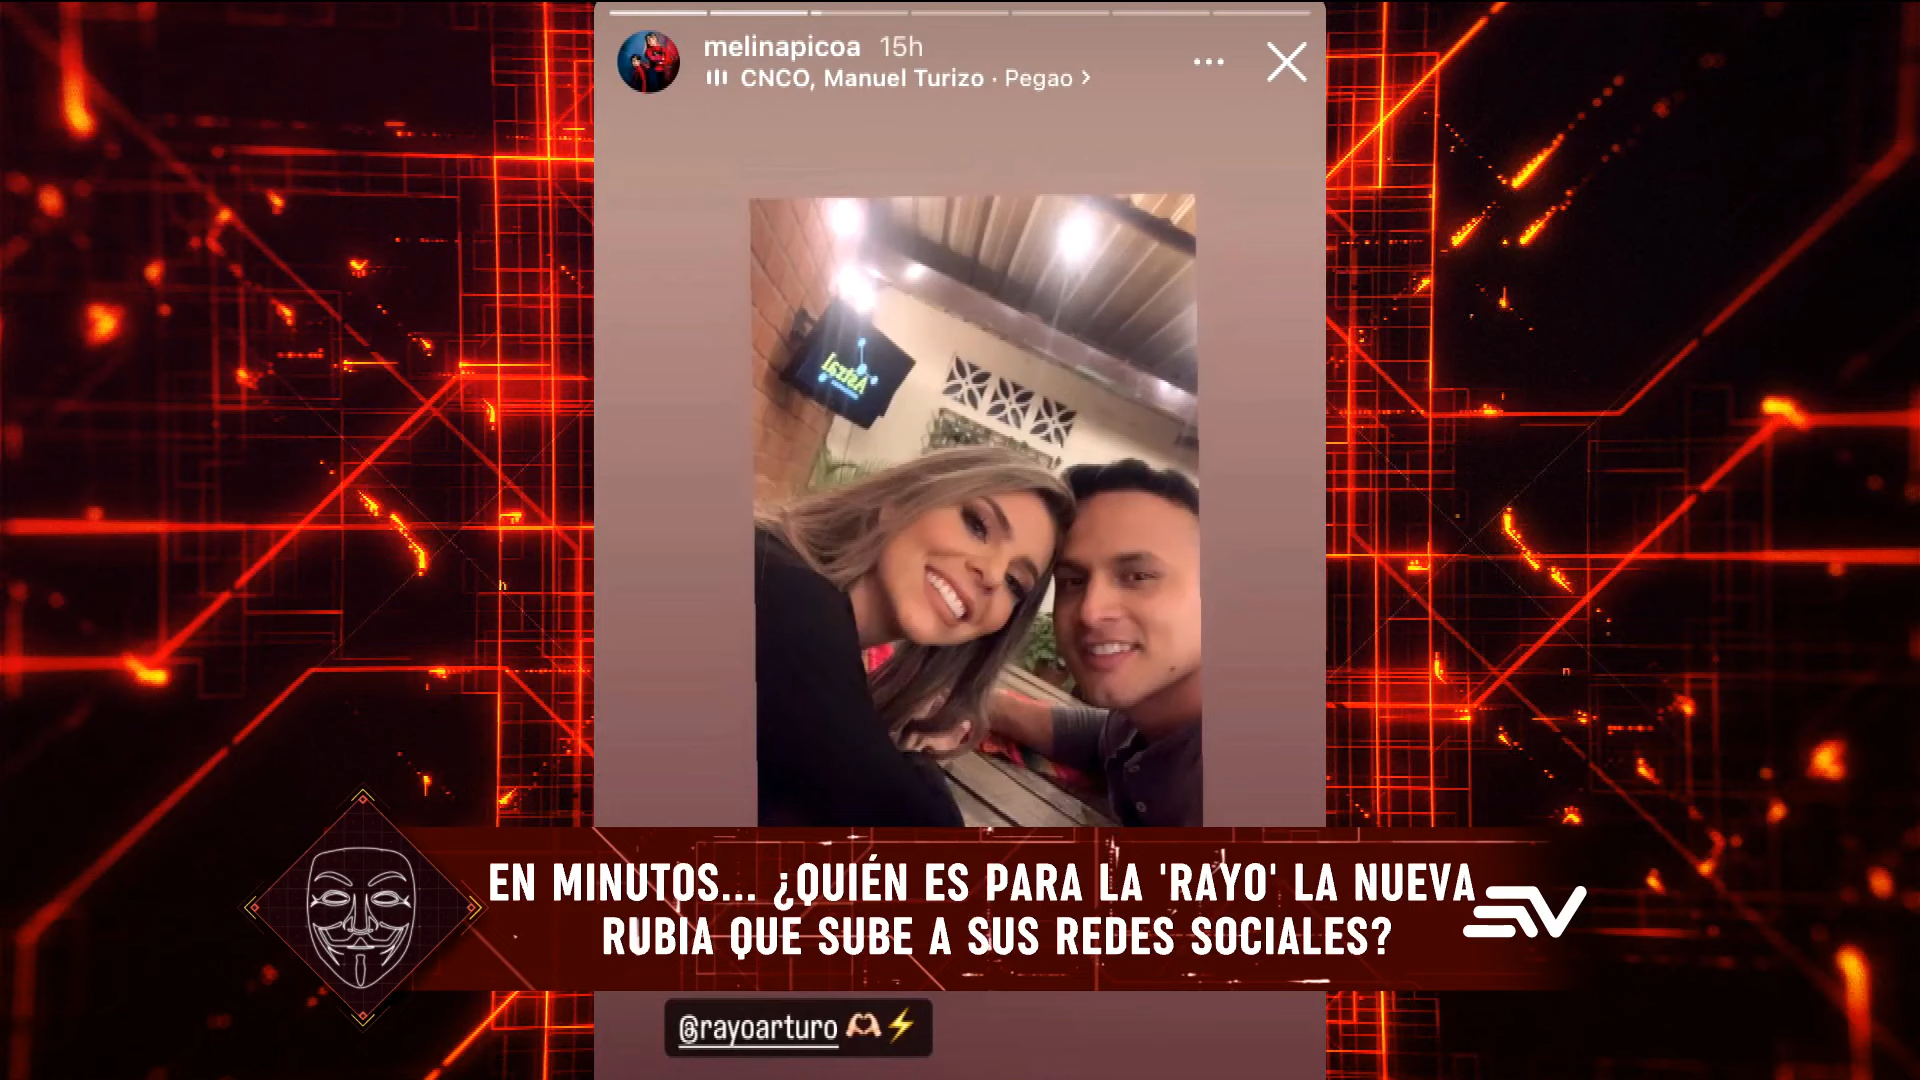 melinapicoa 15h
CNCO, Manuel Turizo · Pegao >
Astral
EN MINUTOS... ¿QUIÉN ES PARA LA 'RAYO' LA NUEVA
RUBIA QUE SUBE A SUS REDES SOCIALES?
@rayoarturo